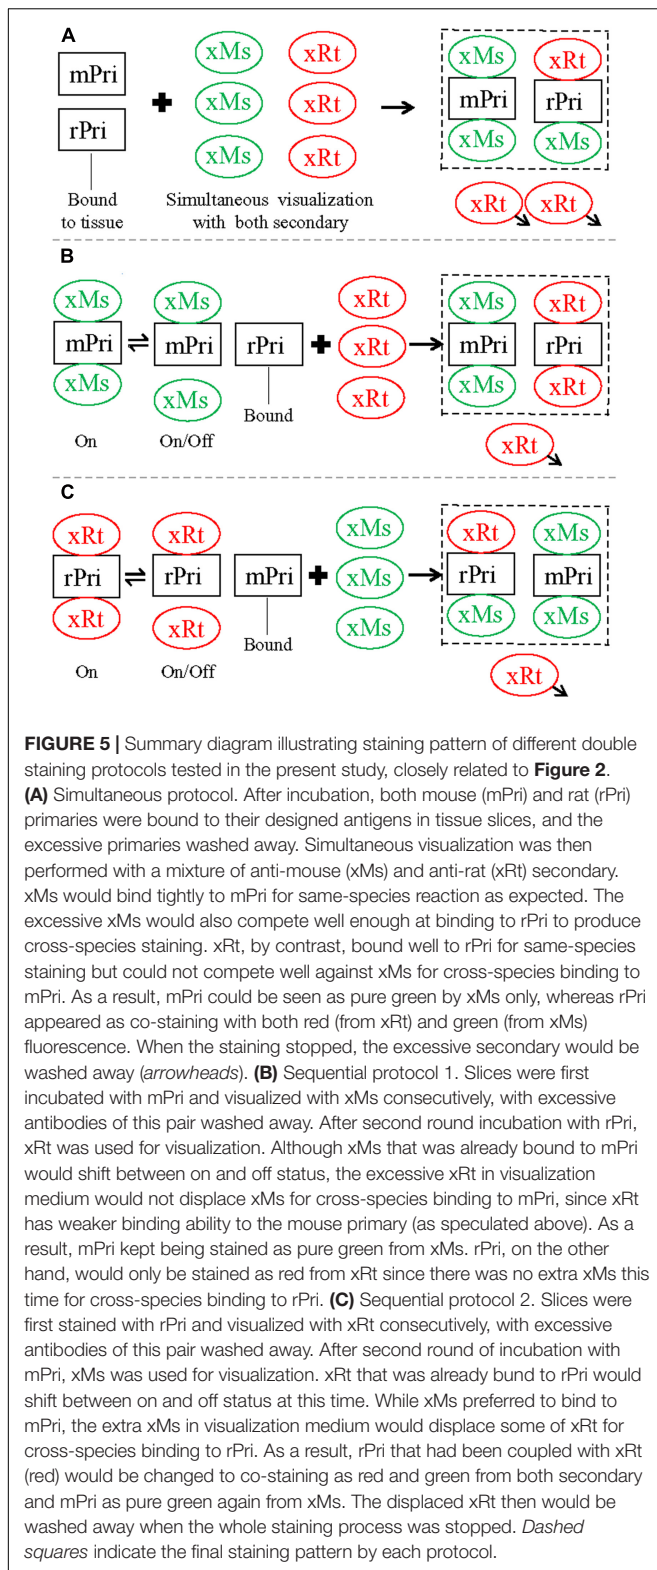 A
mPri
xMs
xRt
xMs
xRt
xMs
xRt
mPri
rPri
rPri
xMs
xRt
xMs
xMs
xMs
xRt
Bound
to tissue
Simultaneous visualization
with both secondary
xRt
xRt
B
xMs
xMs
xRt
xMs
xRt
mPri
mPri
rPri
xRt
mPri
rPri
xMs
xMs
xRt
xMs
xRt
Bound
On
On/Off
xRt
C
xRt
xRt
xMs
xRt
xMs
rPri
rPri
mPri
xMs
rPri
mPri
xRt
xRt
xMs
xMs
xMs
Bound
On
On/Off
xRt
FIGURE 5 | Summary diagram illustrating staining pattern of different double
staining protocols tested in the present study, closely related to Figure 2.
(A) Simultaneous protocol. After incubation, both mouse (mPri) and rat (rPri)
primaries were bound to their designed antigens in tissue slices, and the
excessive primaries washed away. Simultaneous visualization was then
performed with a mixture of anti-mouse (xMs) and anti-rat (xRt) secondary.
xMs would bind tightly to mPri for same-species reaction as expected. The
excessive xMs would also compete well enough at binding to rPri to produce
cross-species staining. xRt, by contrast, bound well to rPri for same-species
staining but could not compete well against xMs for cross-species binding to
mPri. As a result, mPri could be seen as pure green by xMs only, whereas rPri
appeared as co-staining with both red (from xRt) and green (from xMs)
fluorescence. When the staining stopped, the excessive secondary would be
washed away (arrowheads). (B) Sequential protocol 1. Slices were first
incubated with mPri and visualized with xMs consecutively, with excessive
antibodies of this pair washed away. After second round incubation with rPri,
xRt was used for visualization. Although xMs that was already bound to mPri
would shift between on and off status, the excessive xRt in visualization
medium would not displace xMs for cross-species binding to mPri, since xRt
has weaker binding ability to the mouse primary (as speculated above). As a
result, mPri kept being stained as pure green from xMs. rPri, on the other
hand, would only be stained as red from xRt since there was no extra xMs this
time for cross-species binding to rPri. (C) Sequential protocol 2. Slices were
first stained with rPri and visualized with xRt consecutively, with excessive
antibodies of this pair washed away. After second round of incubation with
mPri, xMs was used for visualization. xRt that was already bund to rPri would
shift between on and off status at this time. While xMs preferred to bind to
mPri, the extra xMs in visualization medium would displace some of xRt for
cross-species binding to rPri. As a result, rPri that had been coupled with xRt
(red) would be changed to co-staining as red and green from both secondary
and mPri as pure green again from xMs. The displaced xRt then would be
washed away when the whole staining process was stopped. Dashed
squares indicate the final staining pattern by each protocol.